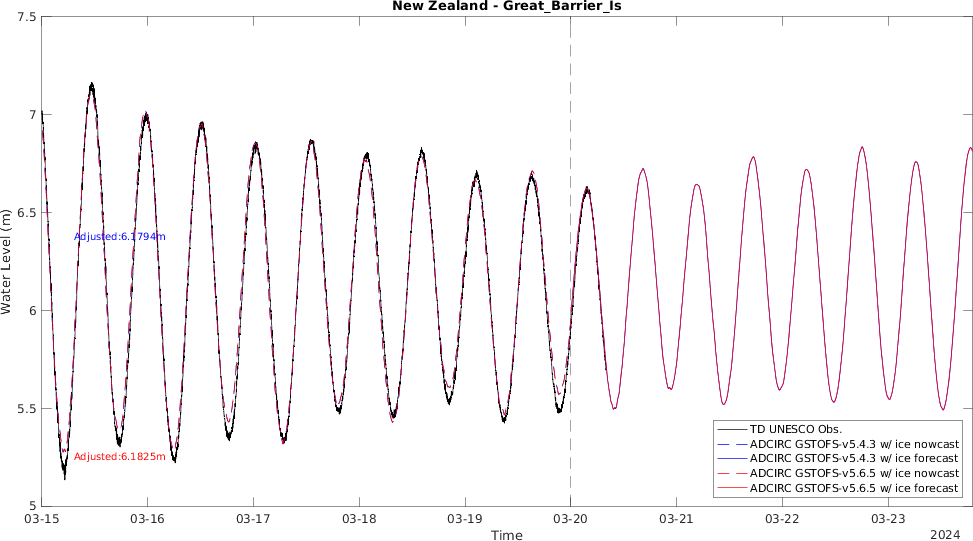 New Zealand - Great_Barrier_Is
7.5
7
6.5
6
5.5
5
Water Level (m)
Adjusted:6.1794m
Adjusted:6.1825m
TD UNESCO Obs.
ADCIRC GSTOFS-v5.4.3 w/ ice nowcast
ADCIRC GSTOFS-v5.4.3 w/ ice forecast
ADCIRC GSTOFS-v5.6.5 w/ ice nowcast
ADCIRC GSTOFS-v5.6.5 w/ ice forecast
03-15 03-16 03-17 03-18 03-19 03-20 03-21 03-22 03-23
Time
2024